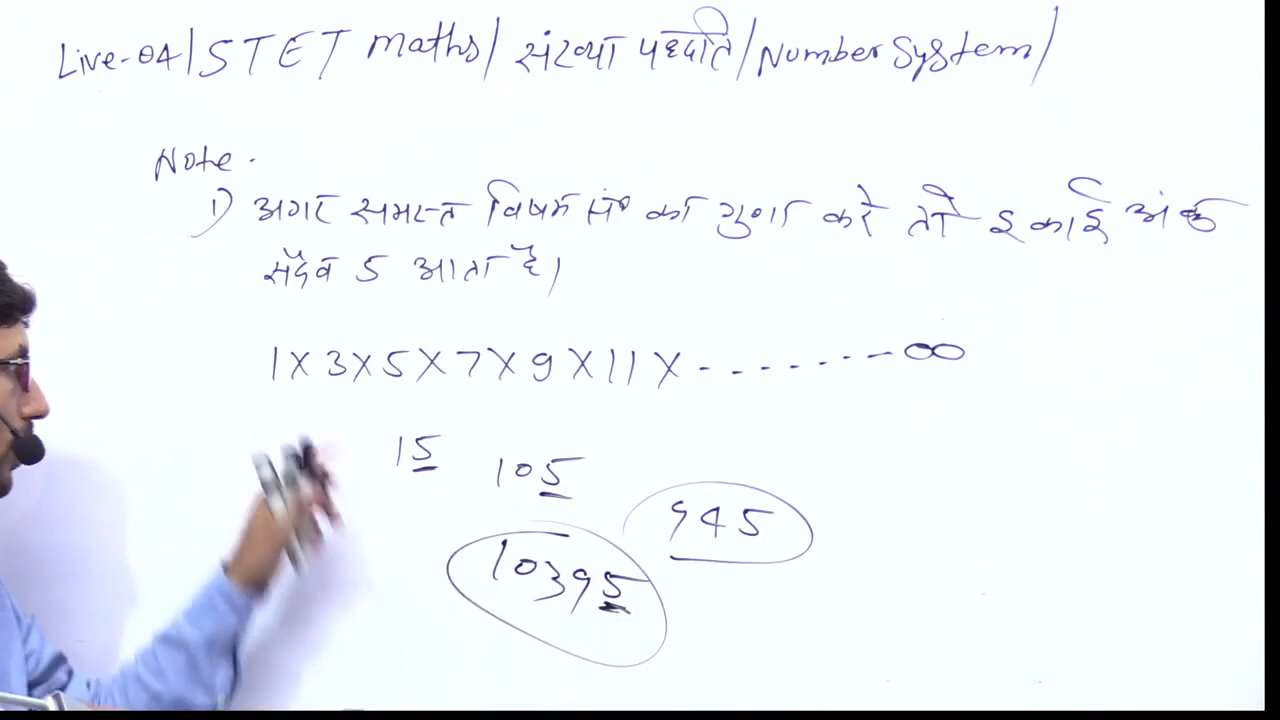 Live-04/STET maths/ संख्या पद्धति/Number System/
Note.
1) अगर समस्त विषम सं० का गुणा करे तो इकाई अंक
सदैव 5 आता है।
1 X 3 X 5 X 7 X 9 X 11 X - - - - - - - - ∞
15
105
945
10395